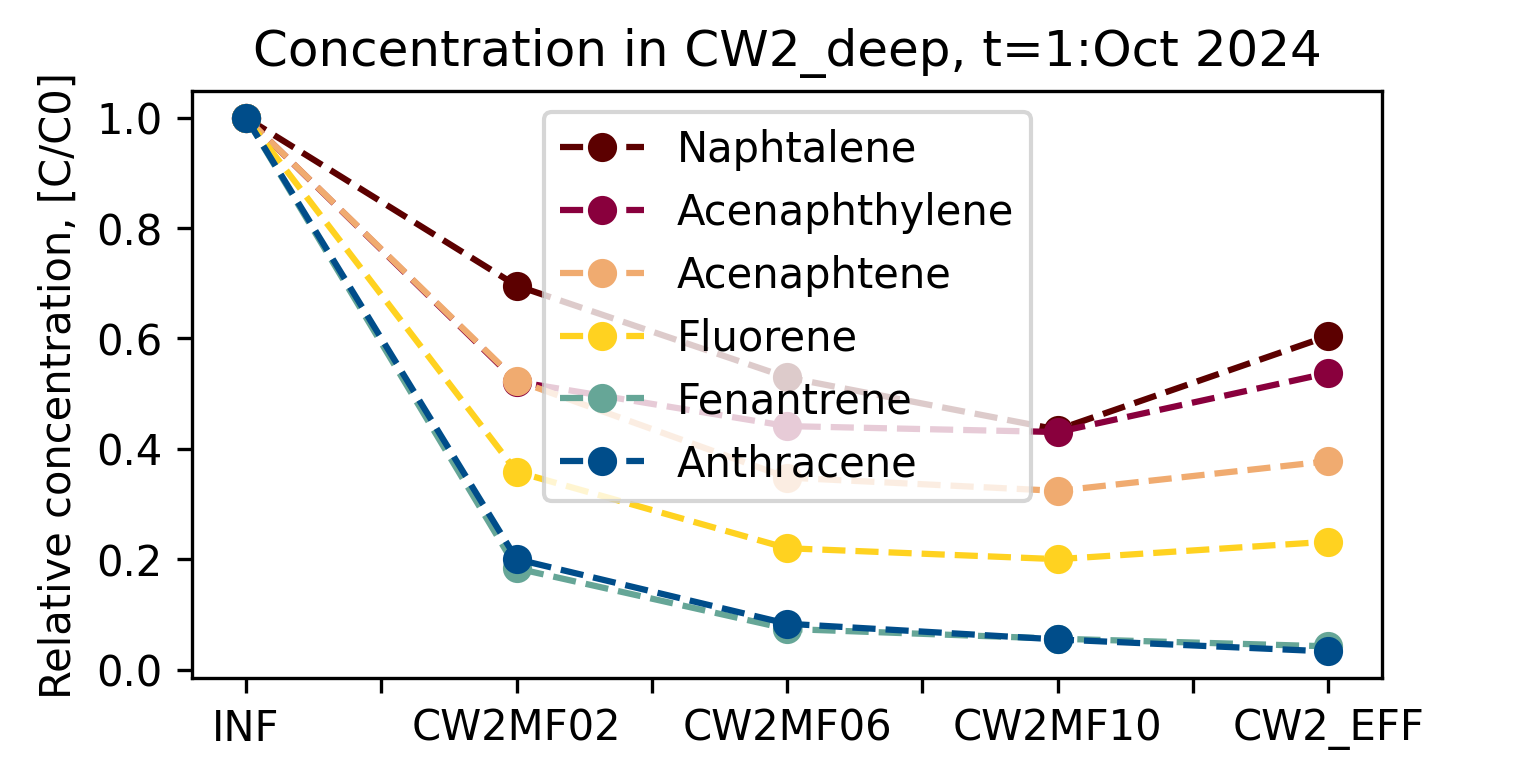 Concentration in CW2_deep, t=1:Oct 2024
Relative concentration, [C/C0]
1.0
0.8
0.6
0.4
0.2
0.0
Naphtalene
Acenaphthylene
Acenaphtene
Fluorene
Fenantrene
Anthracene
INF
CW2MF02
CW2MF06
CW2MF10
CW2_EFF